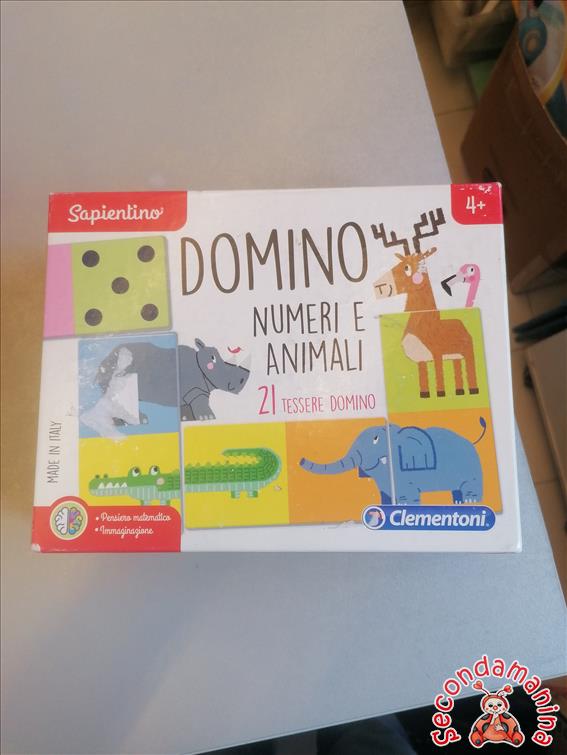 Sapientino
4+
DOMINO
NUMERI E
ANIMALI
21 TESSERE DOMINO
MADE IN ITALY
• Pensiero matematico
• Immaginazione
Clementoni
Secondamanina